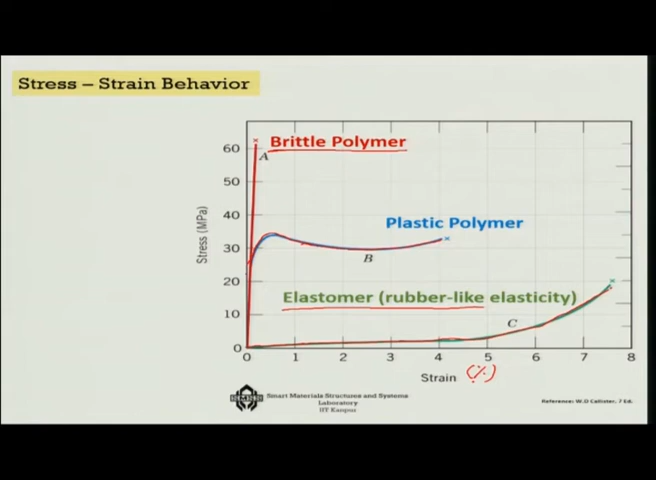 Stress – Strain Behavior
60
50
40
30
20
10
0
Stress (MPa)
A
Brittle Polymer
Plastic Polymer
B
Elastomer (rubber-like elasticity)
C
0 1 2 3 4 5 6 7 8
Strain (%)
Smart Materials Structures and Systems
Laboratory
IIT Kanpur
Reference: W.D Callister, 7 Ed.